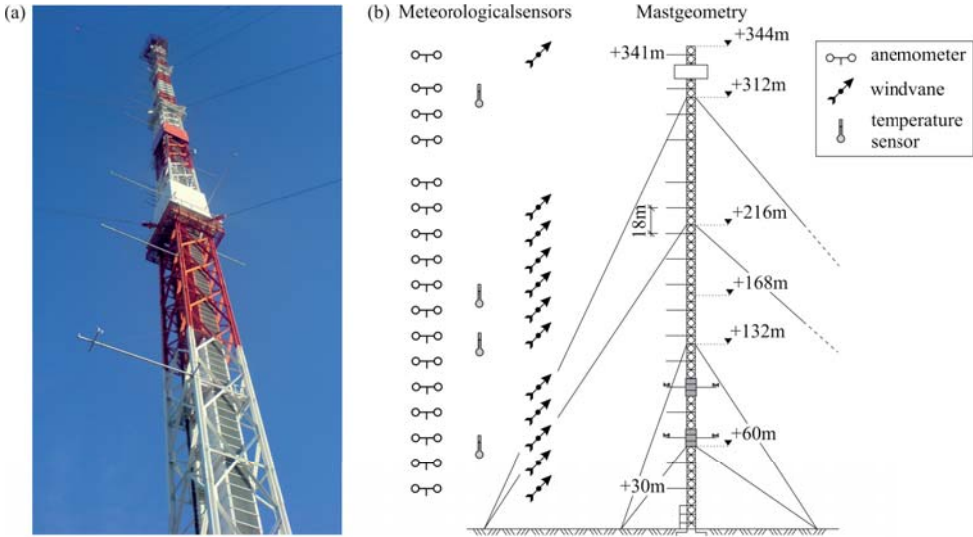 (a)
(b) Meteorologicalsensors
Mastgeometry
+344m
+341m
+312m
+216m
18m
+168m
+132m
+60m
+30m
anemometer
windvane
temperature
sensor